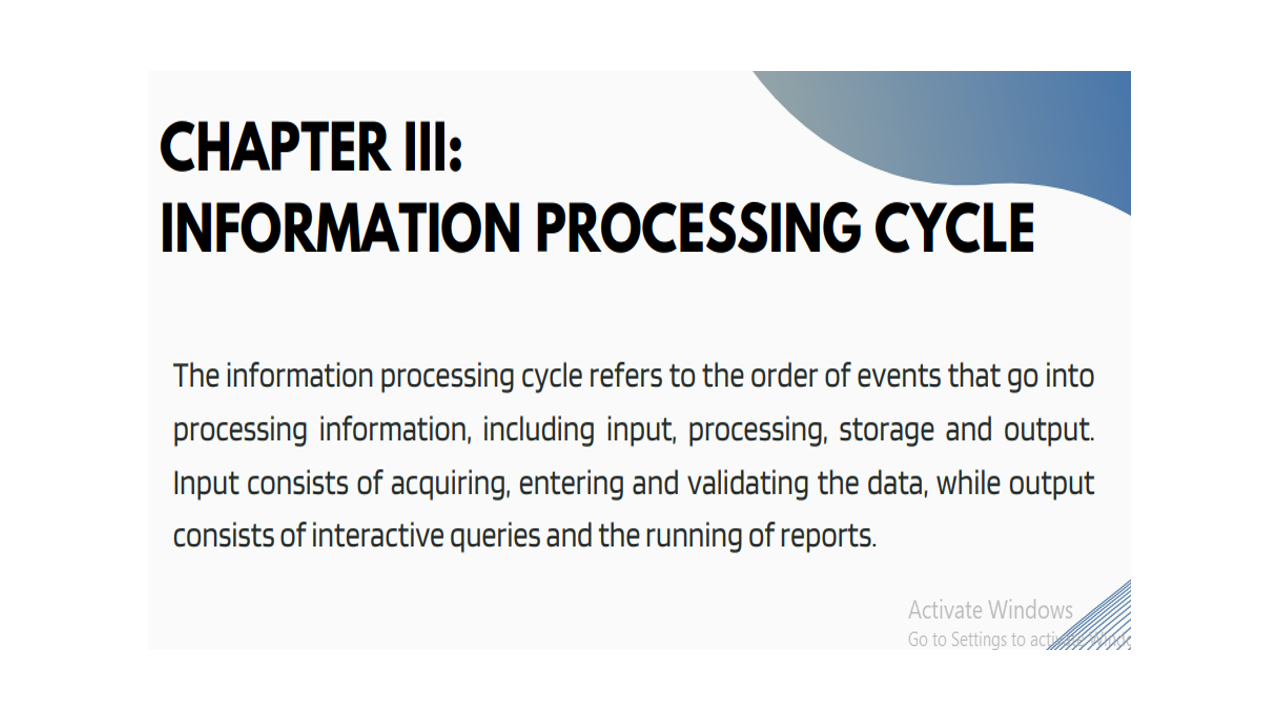 CHAPTER III:
INFORMATION PROCESSING CYCLE
The information processing cycle refers to the order of events that go into
processing information, including input, processing, storage and output.
Input consists of acquiring, entering and validating the data, while output
consists of interactive queries and the running of reports.
Activate Windows
Go to Settings to activate